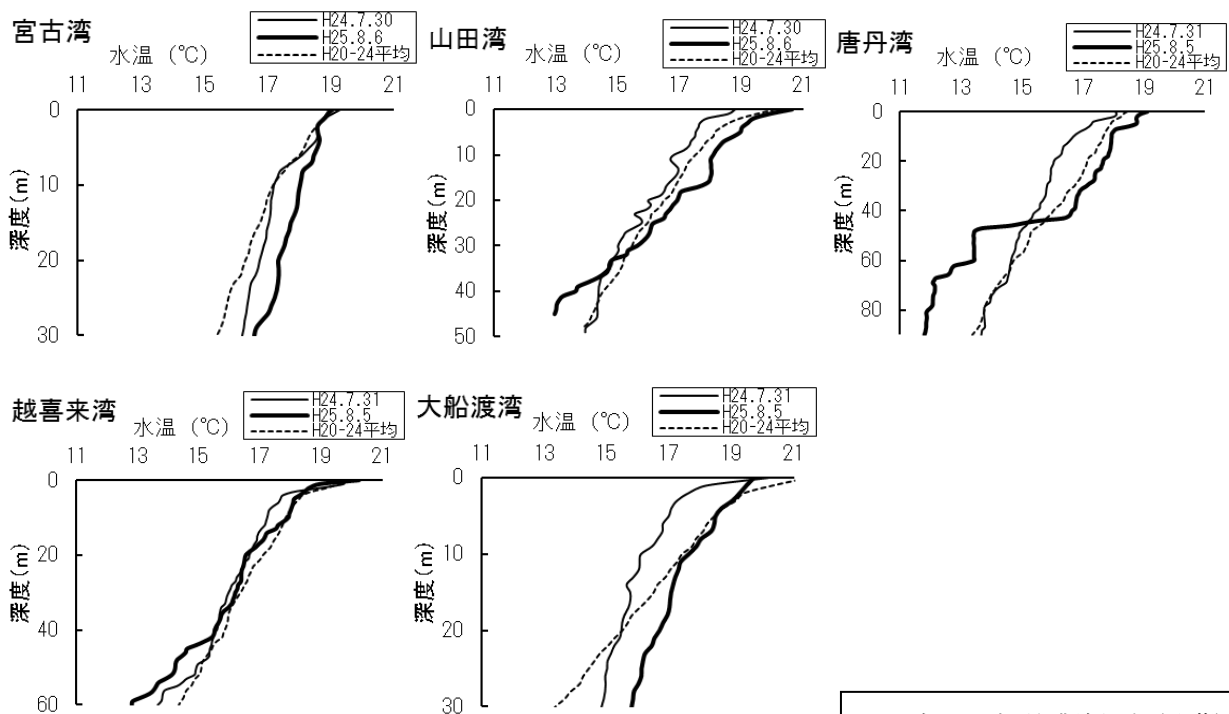 宮古湾
H24.7.30
H25.8.6
H20-24平均
水温 (℃)
11 13 15 17 19 21
0
10
20
30
深度(m)
山田湾
H24.7.30
H25.8.6
H20-24平均
水温 (℃)
11 13 15 17 19 21
0
10
20
30
40
50
深度(m)
唐丹湾
H24.7.31
H25.8.5
H20-24平均
水温 (℃)
11 13 15 17 19 21
0
20
40
60
80
深度(m)
越喜来湾
H24.7.31
H25.8.5
H20-24平均
水温 (℃)
11 13 15 17 19 21
0
20
40
60
深度(m)
大船渡湾
H24.7.31
H25.8.5
H20-24平均
水温 (℃)
11 13 15 17 19 21
0
10
20
30
深度(m)